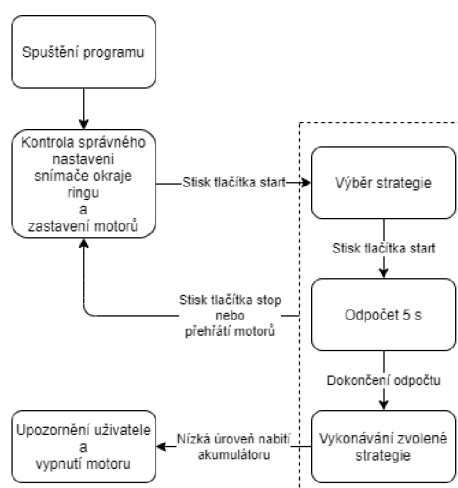 Spuštění programu
Kontrola správného
nastaveni
snímače okraje
ringu
a
zastavení motorů
Stisk tlačítka start
Výběr strategie
Stisk tlačítka start
Stisk tlačítka stop
nebo
přehřátí motorů
Odpočet 5 s
Dokončení odpočtu
Upozornění uživatele
a
vypnutí motoru
Nízká úroveň nabití
akumulátoru
Vykonávání zvolené
strategie